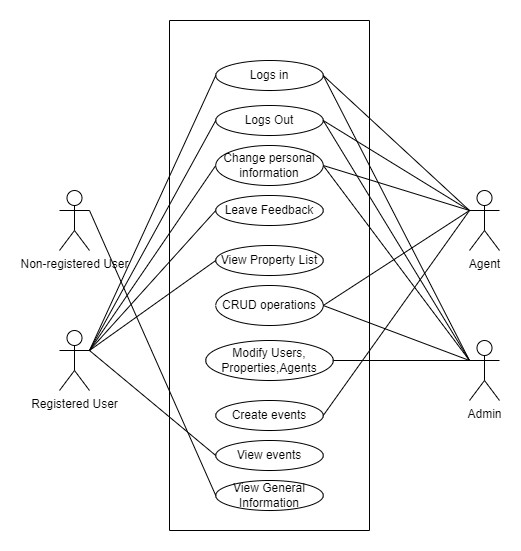 Logs in
Logs Out
Change personal
information
Leave Feedback
Non-registered User
View Property List
Agent
CRUD operations
Modify Users,
Properties,Agents
Registered User
Admin
Create events
View events
View General
Information